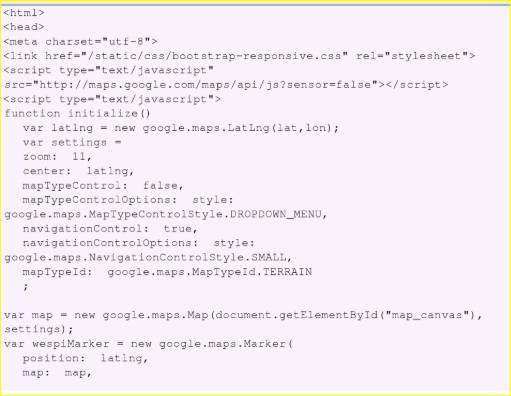 <html>
<head>
<meta charset="utf-8">
<link href="/static/css/bootstrap-responsive.css" rel="stylesheet">
<script type="text/javascript"
src="http://maps.google.com/maps/api/js?sensor=false"></script>
<script type="text/javascript">
function initialize()
var latlng = new google.maps.LatLng(lat,lon);
var settings =
zoom: 11,
center: latlng,
mapTypeControl: false,
mapTypeControlOptions: style:
google.maps.MapTypeControlStyle.DROPDOWN_MENU,
navigationControl: true,
navigationControlOptions: style:
google.maps.NavigationControlStyle.SMALL,
mapTypeId: google.maps.MapTypeId.TERRAIN
;
var map = new google.maps.Map(document.getElementById("map_canvas"),
settings);
var wespiMarker = new google.maps.Marker(
position: latlng,
map: map,